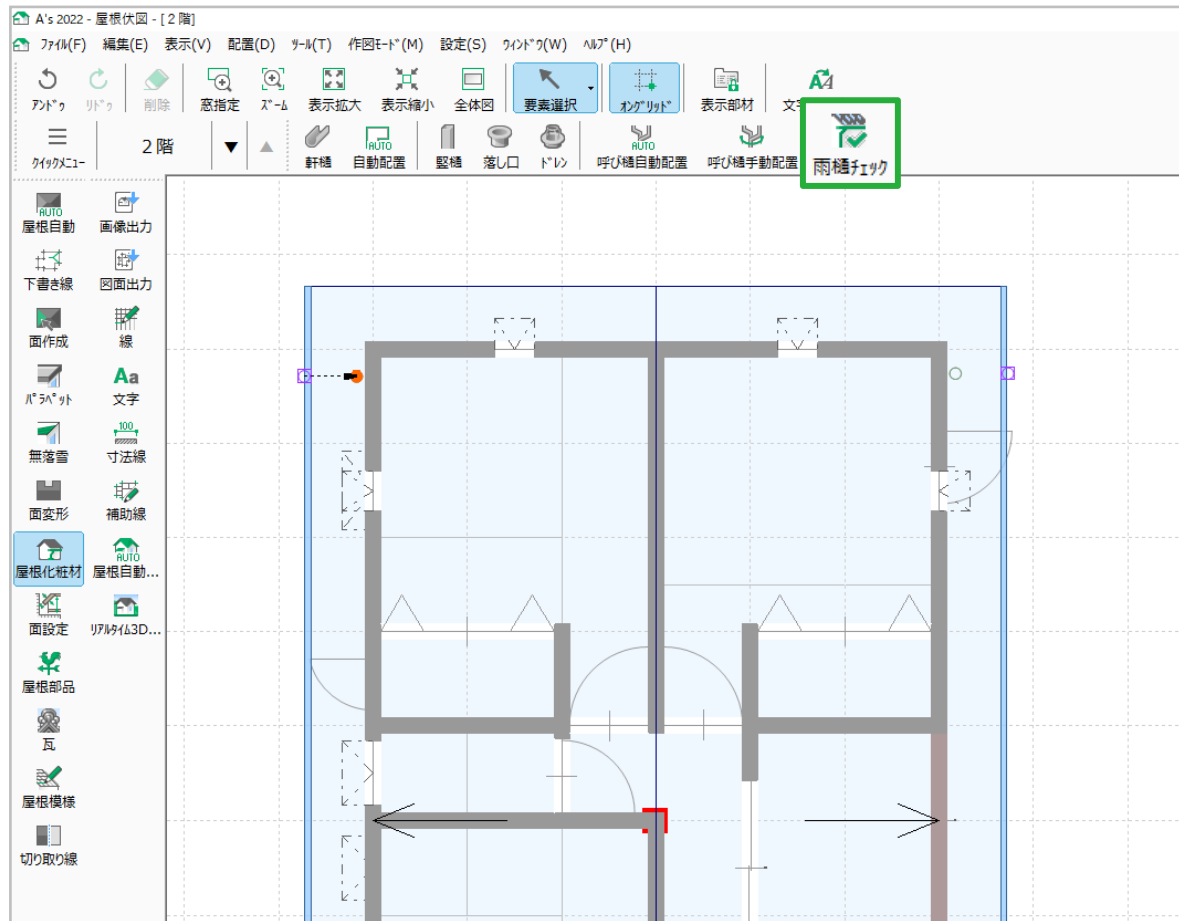 A's 2022 - 屋根伏図 - [２階]
ﾌｧｲﾙ(F) 編集(E) 表示(V) 配置(D) ﾂｰﾙ(T) 作図ﾓｰﾄﾞ(M) 設定(S) ｳｨﾝﾄﾞｳ(W) ﾍﾙﾌﾟ(H)
ｱﾝﾄﾞｩ ﾘﾄﾞｩ 削除 窓指定 ｽﾞｰﾑ 表示拡大 表示縮小 全体図 要素選択 ｵﾝｸﾞﾘｯﾄﾞ 表示部材
ｸｲｯｸﾒﾆｭｰ ２階 軒樋 自動配置 竪樋 落し口 ﾄﾞﾚﾝ 呼び樋自動配置 呼び樋手動配置 雨樋ﾁｪｯｸ
屋根自動 画像出力
下書き線 図面出力
面作成 線
ﾊﾟﾗﾍﾟｯﾄ 文字
無落雪 寸法線
面変形 補助線
屋根化粧材 屋根自動...
面設定 ﾘｱﾙﾀｲﾑ3D...
屋根部品
瓦
屋根模様
切り取り線